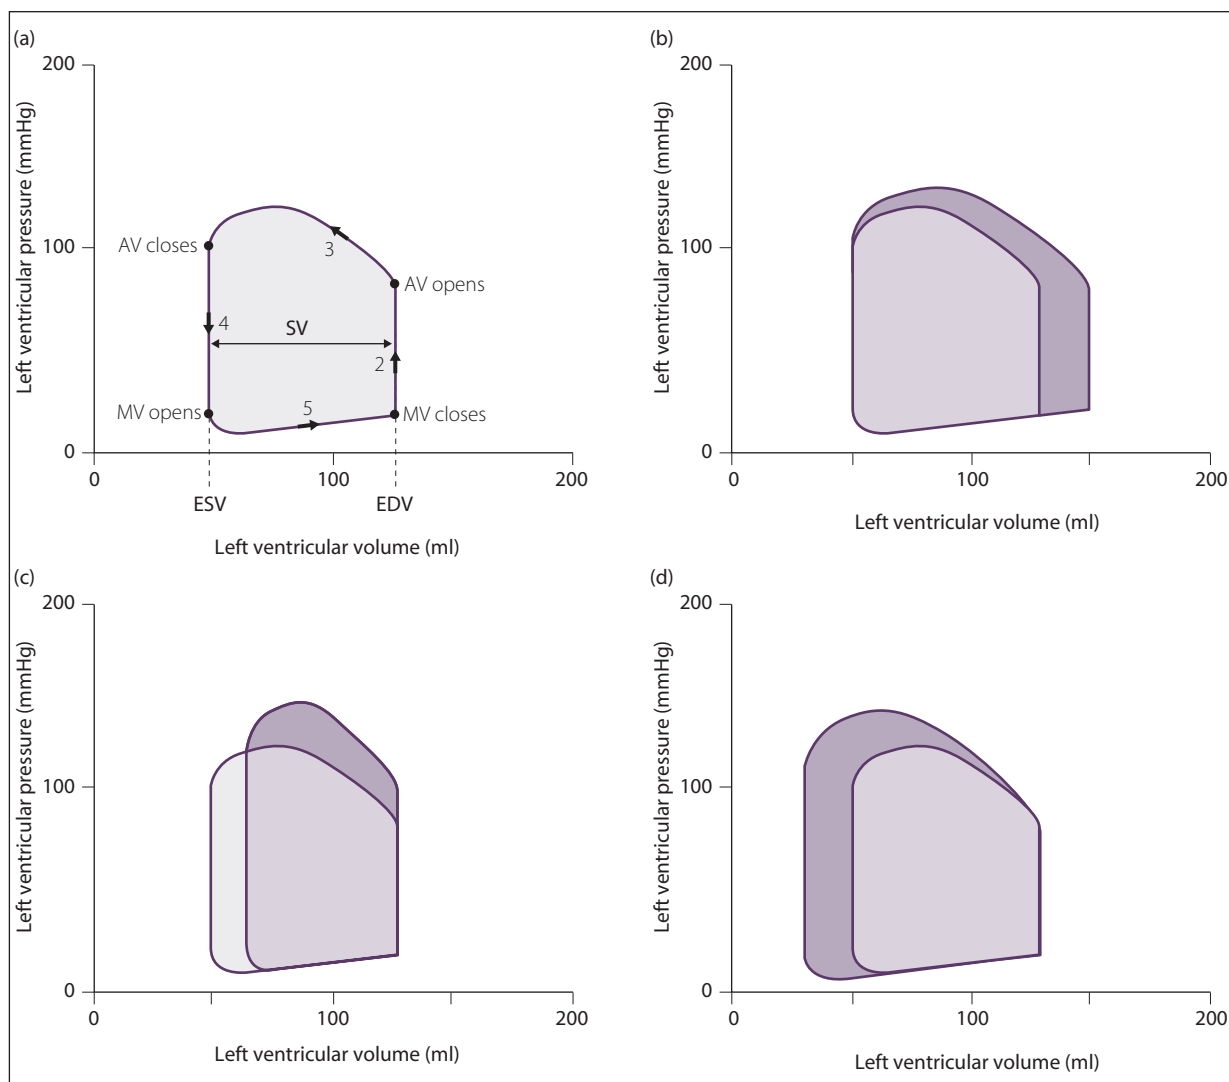 (a)
200
Left ventricular pressure (mmHg)
AV closes
3
100
AV opens
4
SV
2
MV opens
5
MV closes
0
0
100
200
ESV
EDV
Left ventricular volume (ml)
(b)
200
Left ventricular pressure (mmHg)
100
0
0
100
200
Left ventricular volume (ml)
(c)
200
Left ventricular pressure (mmHg)
100
0
0
100
200
Left ventricular volume (ml)
(d)
200
Left ventricular pressure (mmHg)
100
0
0
100
200
Left ventricular volume (ml)